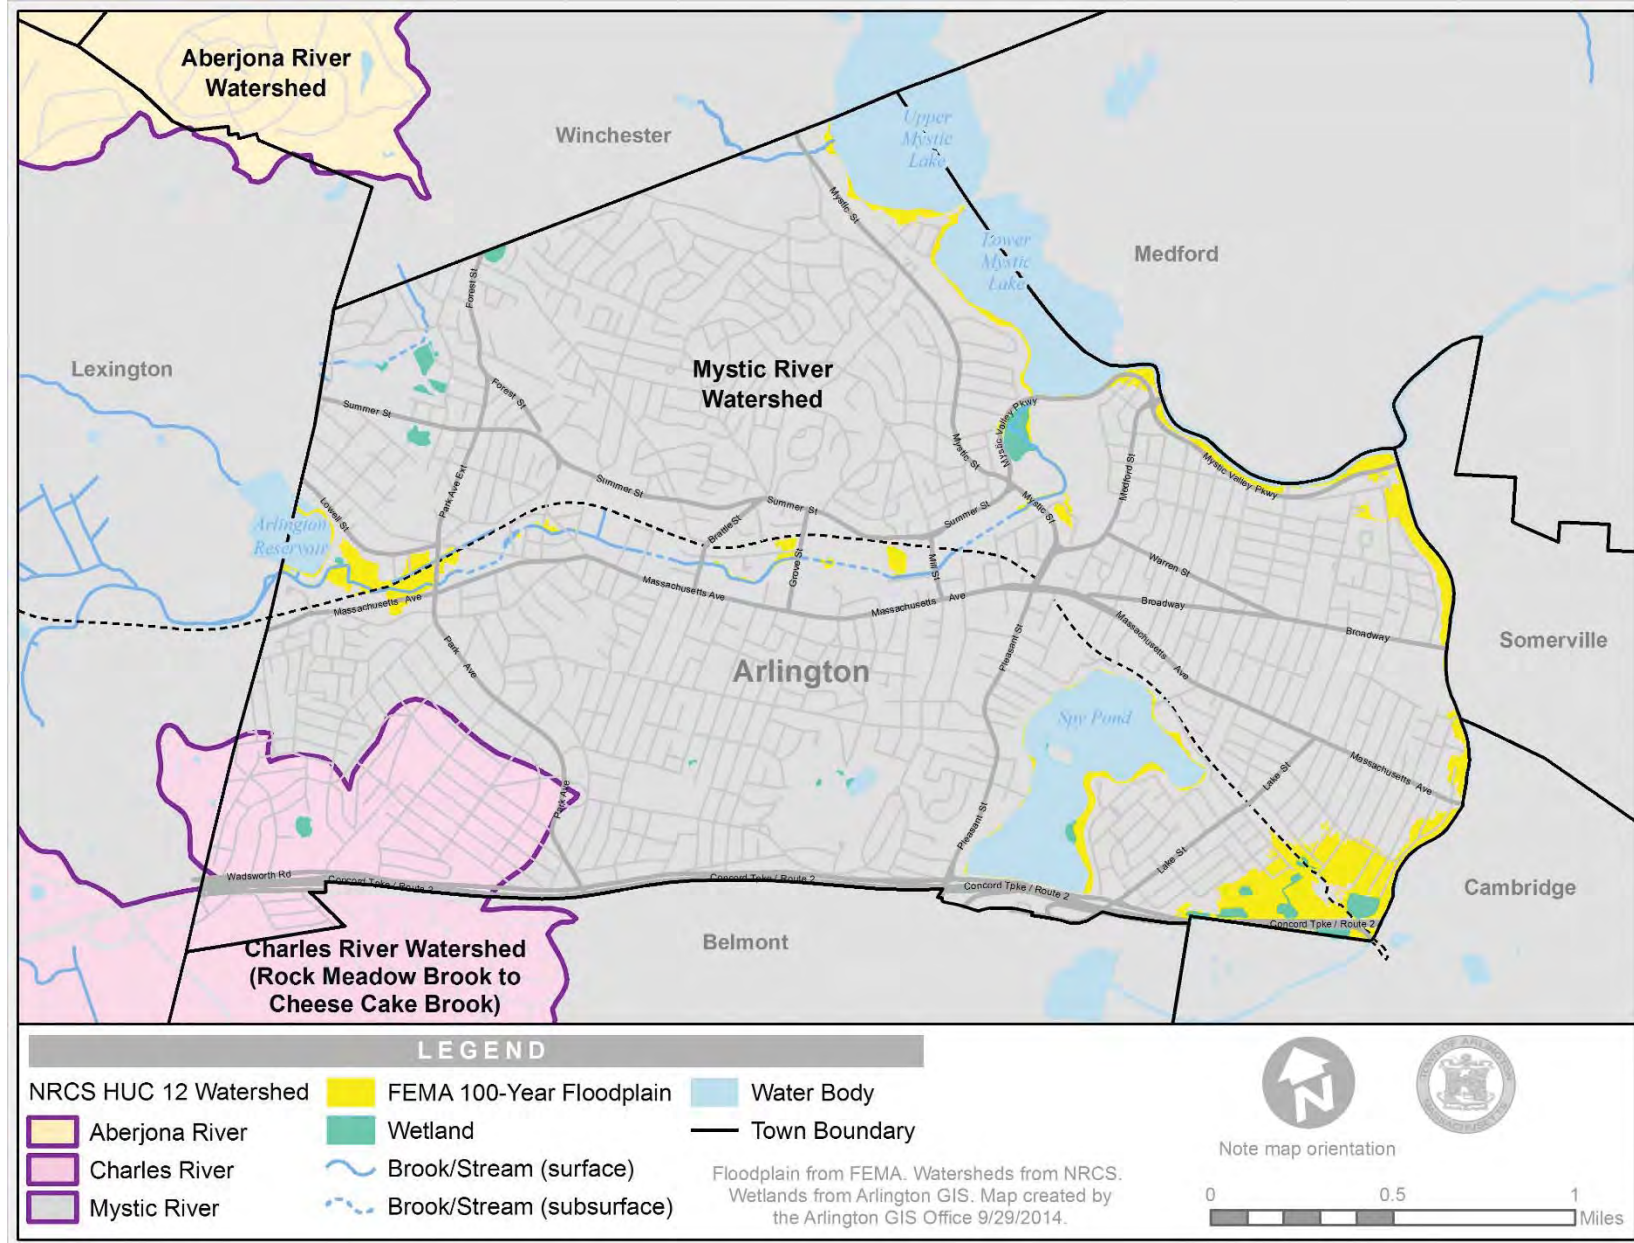 Aberjona River
Watershed
Winchester
Upper
Mystic
Lake
Mystic St
Lower
Mystic
Lake
Medford
Forest St
Lexington
Mystic River
Watershed
Forest St
Summer St
Mystic Valley Pkwy
Mystic St
Mystic Valley Pkwy
Medford St
Park Ave Ext
Summer St
Summer St
Summer St
Mystic St
Lowell St
Brattle St
Arlington
Reservoir
Grove St
Mill St
Warren St
Massachusetts Ave
Massachusetts Ave
Massachusetts Ave
Broadway
Broadway
Massachusetts Ave
Park Ave
Pleasant St
Somerville
Arlington
Spy Pond
Massachusetts Ave
Lake St
Park Ave
Pleasant St
Lake St
Wadsworth Rd
Concord Tpke / Route 2
Concord Tpke / Route 2
Concord Tpke / Route 2
Cambridge
Concord Tpke / Route 2
Belmont
Charles River Watershed
(Rock Meadow Brook to
Cheese Cake Brook)
LEGEND
NRCS HUC 12 Watershed
Aberjona River
Charles River
Mystic River
FEMA 100-Year Floodplain
Wetland
Brook/Stream (surface)
Brook/Stream (subsurface)
Water Body
Town Boundary
Floodplain from FEMA. Watersheds from NRCS.
Wetlands from Arlington GIS. Map created by
the Arlington GIS Office 9/29/2014.
N
Note map orientation
TOWN OF ARLINGTON
MASSACHUSETTS
0 0.5 1
Miles